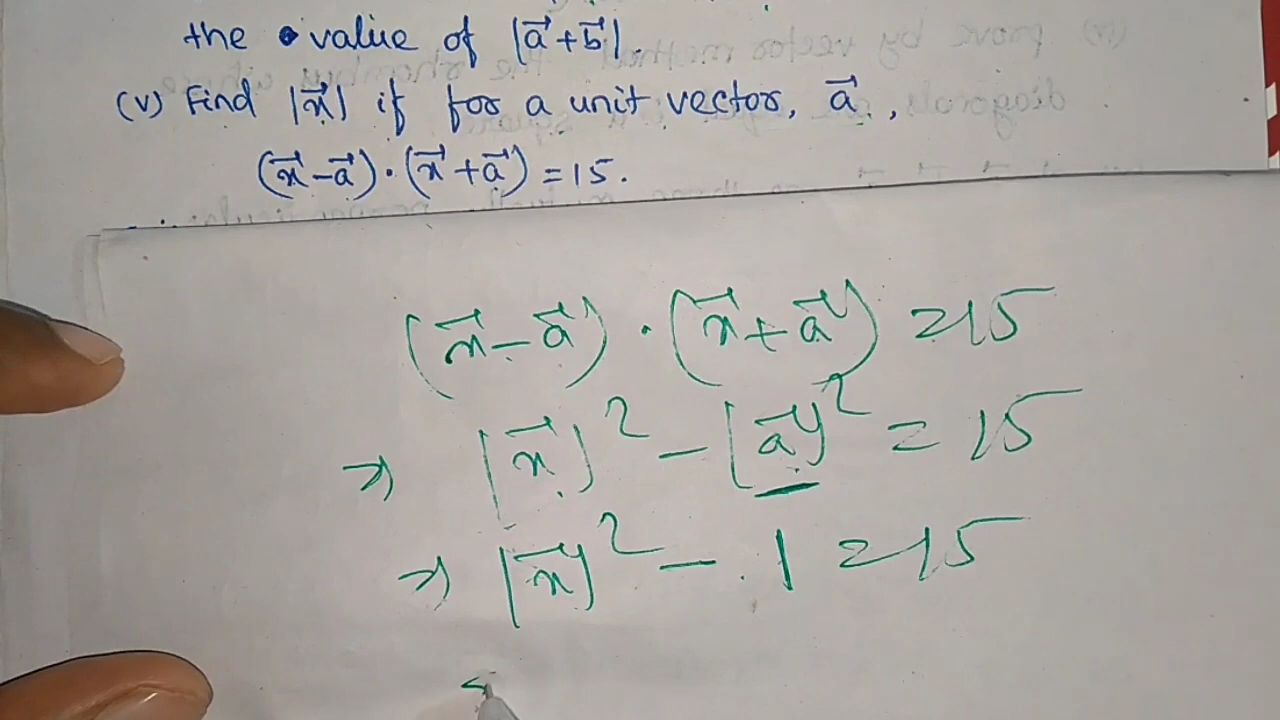 the value of |a⃗+b⃗|.
(v) Find |x⃗| if for a unit vector, a⃗,
(x⃗-a⃗)·(x⃗+a⃗)=15.
(x⃗-a⃗)·(x⃗+a⃗)=15
⇒ |x⃗|²-|a⃗|²=15
⇒ |x⃗|²-1=15